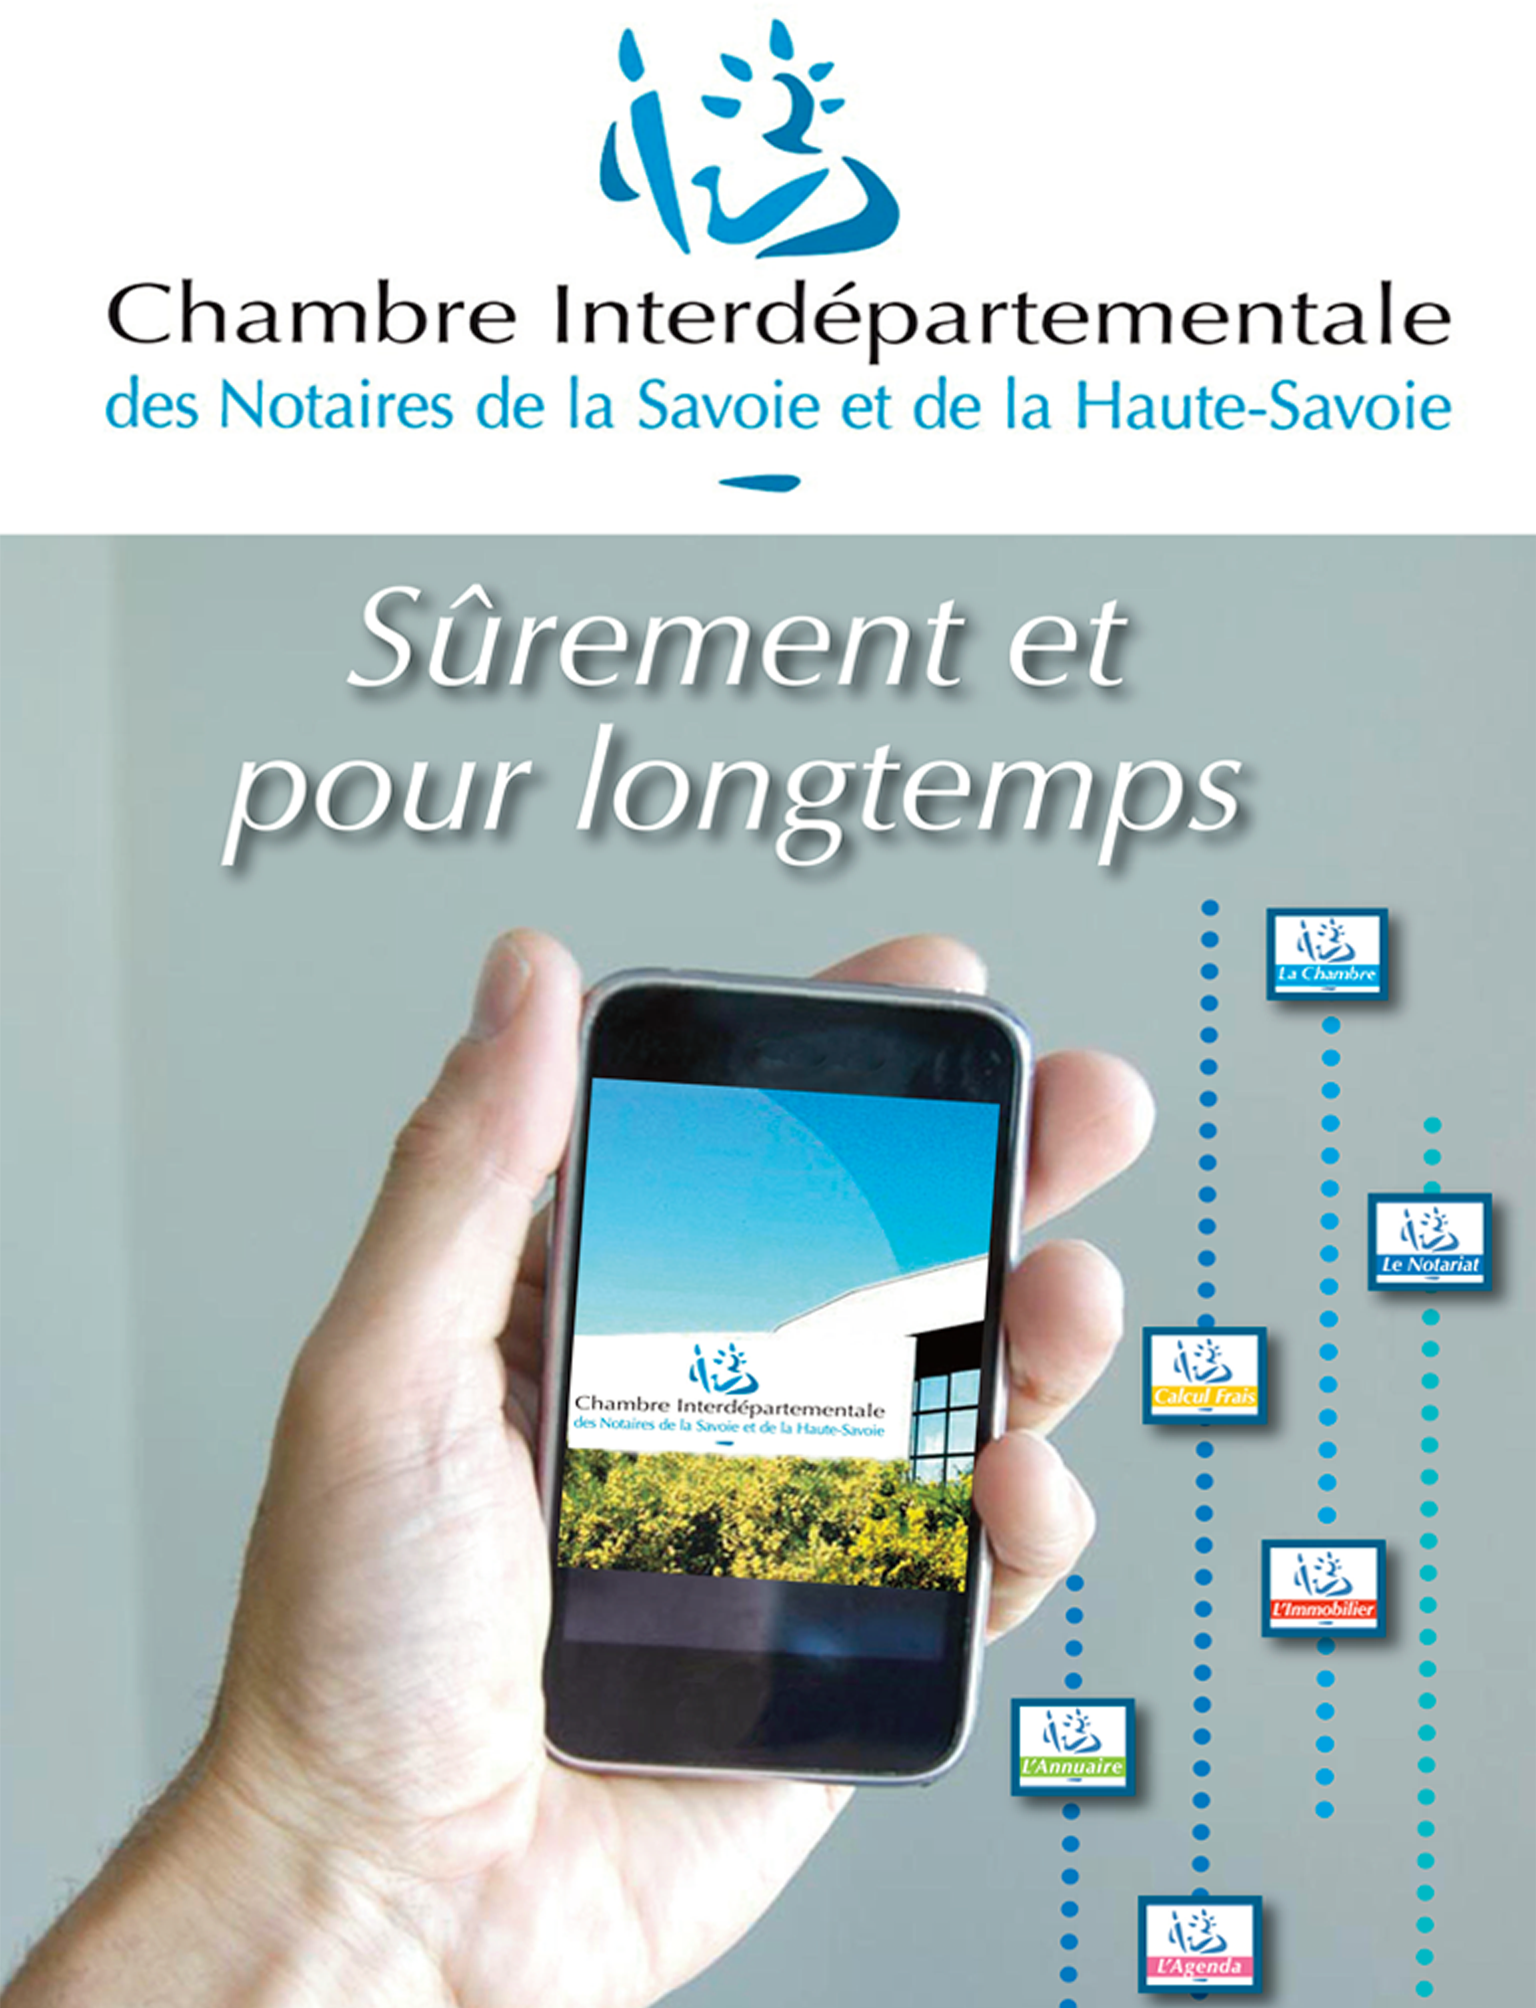 Chambre Interdépartementale
des Notaires de la Savoie et de la Haute-Savoie
Sûrement et
pour longtemps
La Chambre
Le Notariat
Calcul Frais
Chambre Interdépartementale
des Notaires de la Savoie et de la Haute-Savoie
L'Immobilier
L'Annuaire
L'Agenda